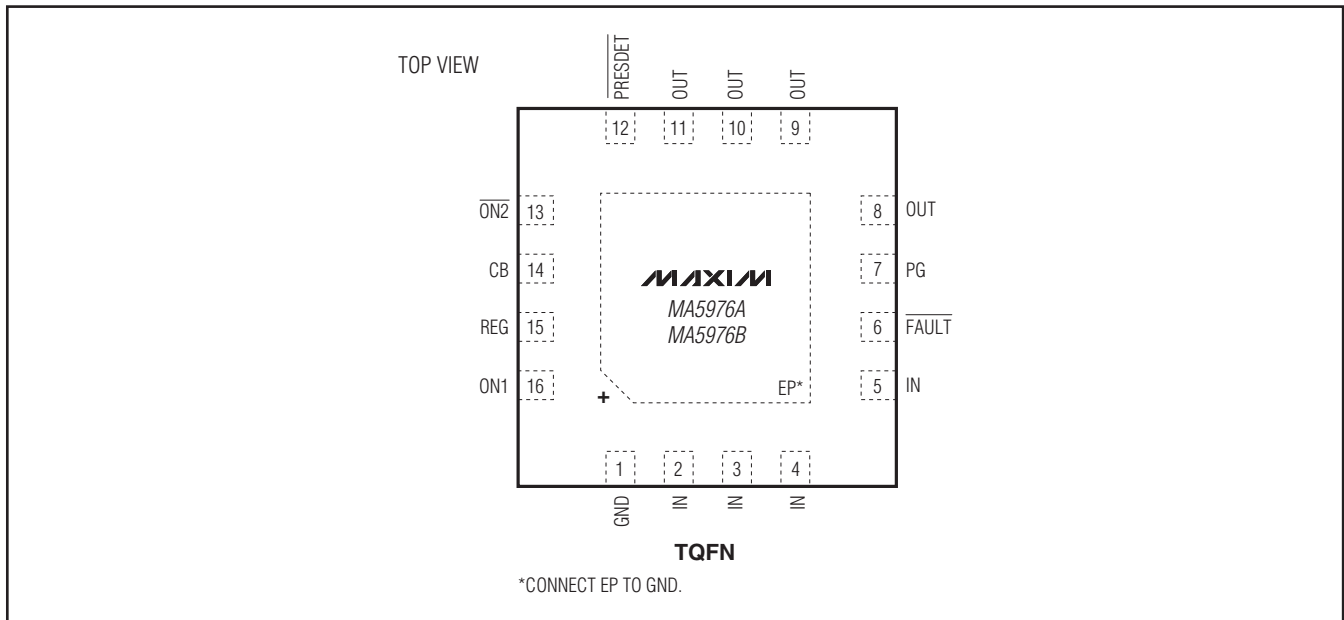 TOP VIEW
PRESDET
OUT
OUT
OUT
12 11 10 9
ON2 13
8 OUT
CB 14
7 PG
MAXIM
MA5976A
MA5976B
REG 15
6 FAULT
ON1 16
5 IN
+
EP*
1 2 3 4
GND
IN
IN
IN
TQFN
*CONNECT EP TO GND.